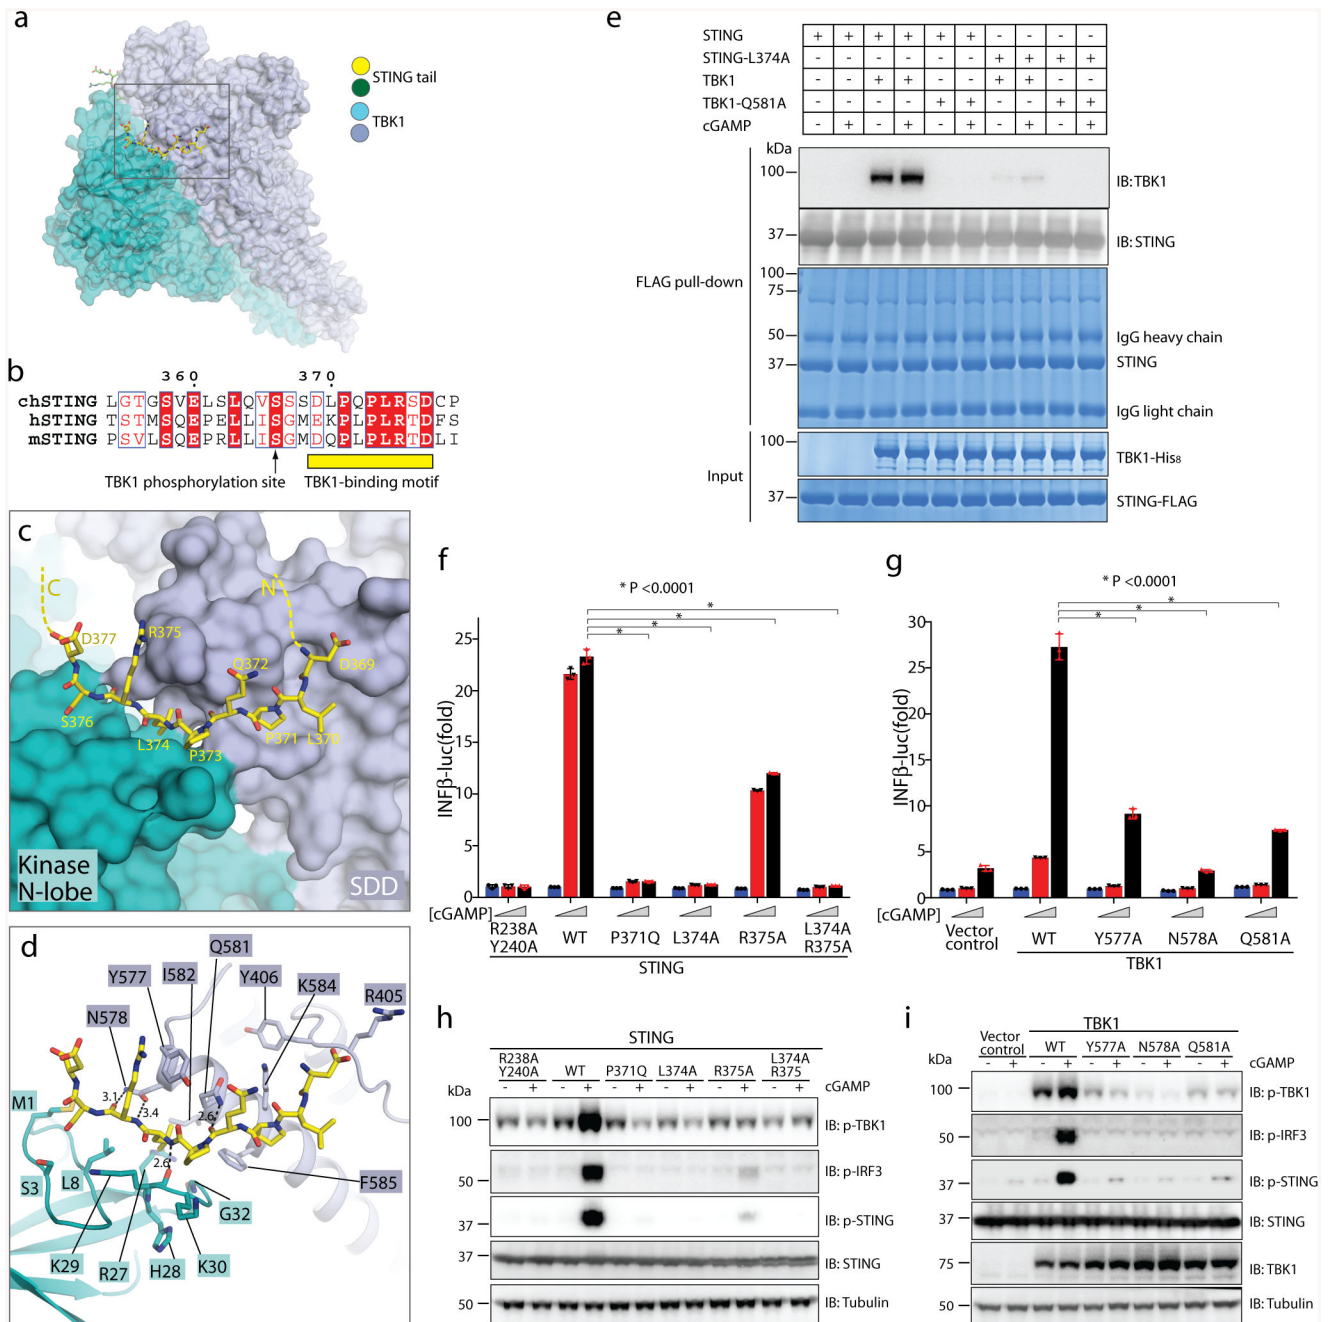 a
STING tail
TBK1
b
360 370
chSTING LGTGSVELSLQVSSSDLPQPLRSDCP
hSTING TSTMSQEPELLISGMEKPLPLRTDFS
mSTING PSVLSQEPRLLISGMDQPLPLRTDLI
TBK1 phosphorylation site TBK1-binding motif
c
C
N
D377
R375
Q372
D369
S376
L374
P373
P371
L370
Kinase
N-lobe
SDD
d
Q581
Y577 I582 Y406 K584
R405
N578
3.1
3.4
2.6
2.6
M1
S3
L8
K29
R27
H28
K30
G32
F585
e
STING + + + + + + - - - -
STING-L374A - - - - - - + + + +
TBK1 - - + + - - + + - -
TBK1-Q581A - - - - + + - - + +
cGAMP - + - + - + - + - +
kDa
100
IB:TBK1
37
IB:STING
FLAG pull-down
100
75
50
IgG heavy chain
37
STING
IgG light chain
Input
100
TBK1-His8
37
STING-FLAG
f
* P <0.0001
*
*
*
*
INFβ-luc(fold)
25
20
15
10
5
0
[cGAMP]
R238A
Y240A
WT P371Q L374A R375A
L374A
R375A
STING
g
* P <0.0001
*
*
*
INFβ-luc(fold)
30
25
20
15
10
5
0
[cGAMP]
Vector
control
WT Y577A N578A Q581A
TBK1
h
STING
R238A
Y240A
WT P371Q L374A R375A
L374A
R375
kDa
- + - + - + - + - + - + cGAMP
100
IB: p-TBK1
50
IB: p-IRF3
37
IB: p-STING
37
IB: STING
50
IB: Tubulin
i
TBK1
Vector
control
WT Y577A N578A Q581A
kDa
- + - + - + - + - + cGAMP
100
IB: p-TBK1
50
IB: p-IRF3
37
IB: p-STING
37
IB: STING
75
IB: TBK1
50
IB: Tubulin